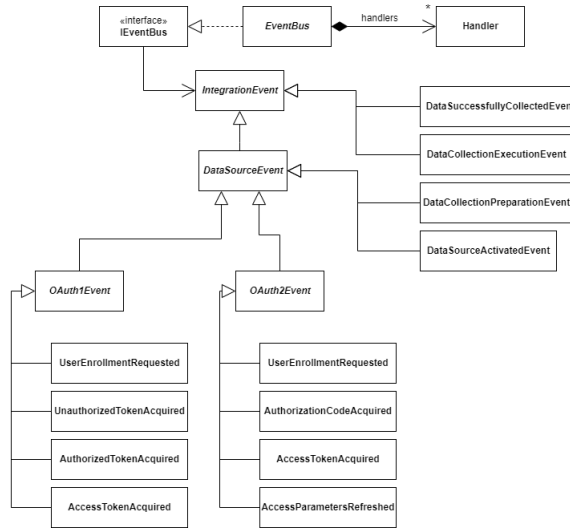 «interface»
IEventBus
EventBus
handlers
*
Handler
IntegrationEvent
DataSuccessfullyCollectedEvent
DataCollectionExecutionEvent
DataSourceEvent
DataCollectionPreparationEvent
DataSourceActivatedEvent
OAuth1Event
OAuth2Event
UserEnrollmentRequested
UserEnrollmentRequested
UnauthorizedTokenAcquired
AuthorizationCodeAcquired
AuthorizedTokenAcquired
AccessTokenAcquired
AccessTokenAcquired
AccessParametersRefreshed